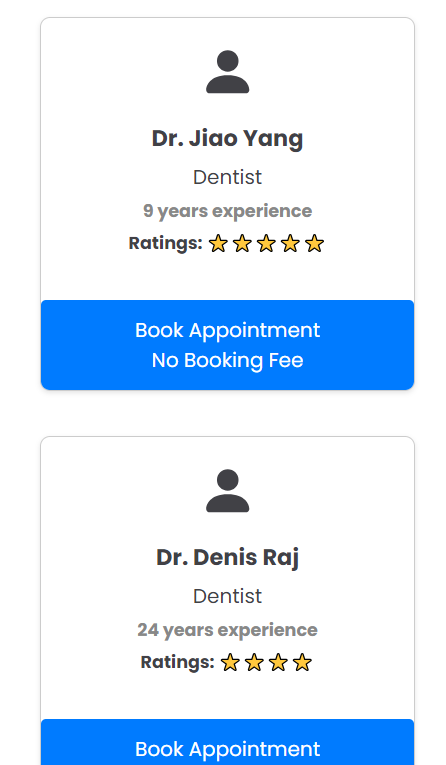 Dr. Jiao Yang
Dentist
9 years experience
Ratings: ⭐⭐⭐⭐⭐
Book Appointment
No Booking Fee
Dr. Denis Raj
Dentist
24 years experience
Ratings: ⭐⭐⭐⭐
Book Appointment